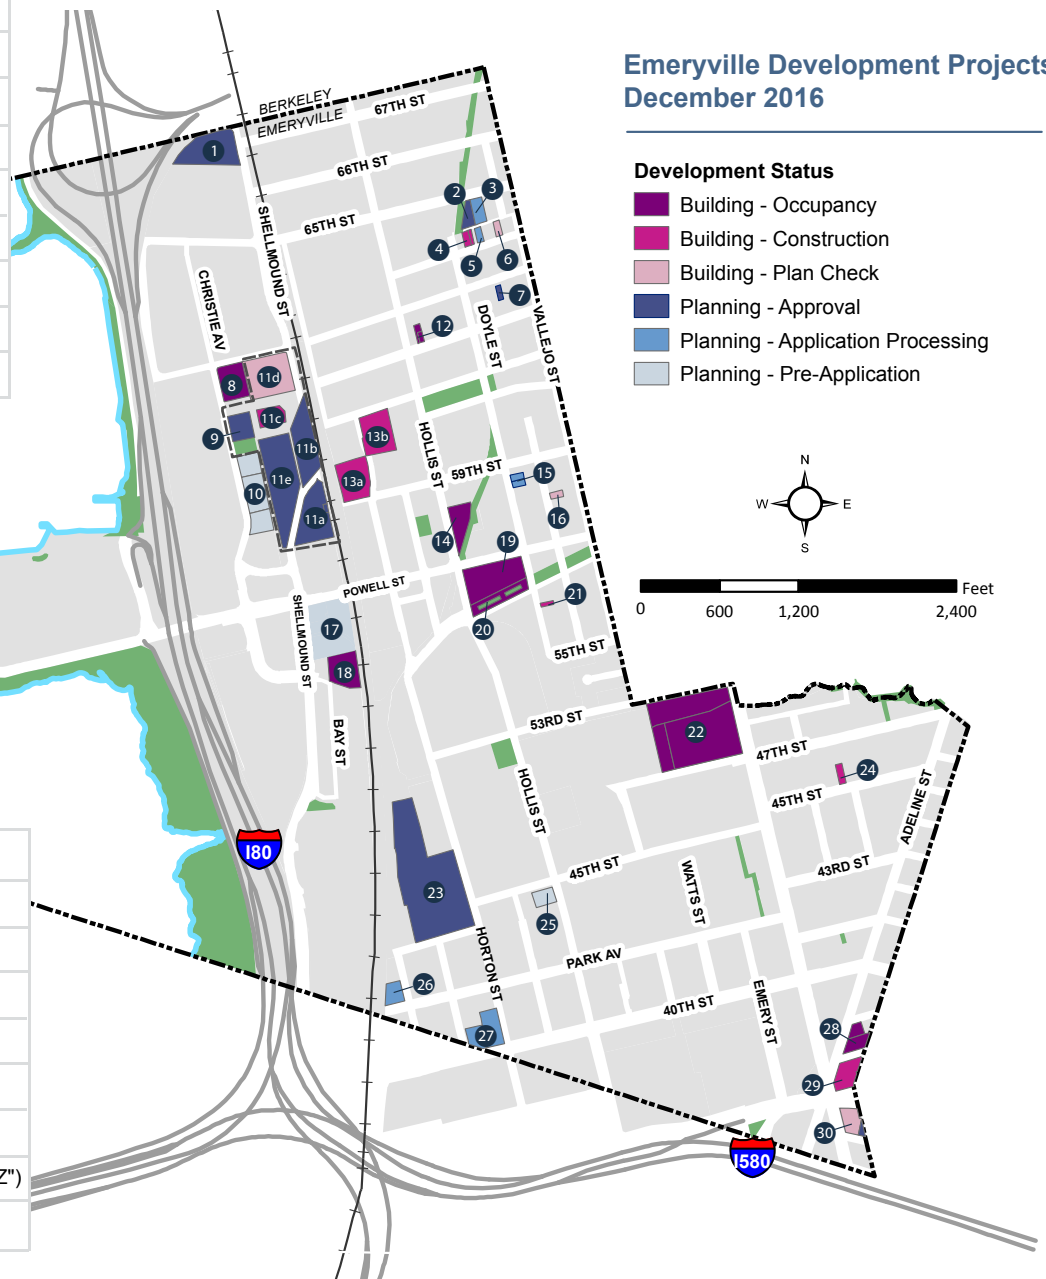 Emeryville Development Projects
December 2016
Development Status
Building - Occupancy
Building - Construction
Building - Plan Check
Planning - Approval
Planning - Application Processing
Planning - Pre-Application
N
W
E
S
Feet
0
600
1,200
2,400
BERKELEY
EMERYVILLE
67TH ST
66TH ST
65TH ST
SHELLMOUND ST
CHRISTIE AV
DOYLE ST
VALLEJO ST
HOLLIS ST
59TH ST
POWELL ST
SHELLMOUND ST
55TH ST
BAY ST
53RD ST
HOLLIS ST
47TH ST
45TH ST
ADELINE ST
43RD ST
45TH ST
WATTS ST
PARK AV
HORTON ST
40TH ST
EMERY ST
I80
I580
1
2
3
4
5
6
7
12
8
11d
11c
9
11b
11e
10
11a
13b
13a
15
16
14
19
21
20
17
18
22
24
23
25
26
27
28
29
30
Z")